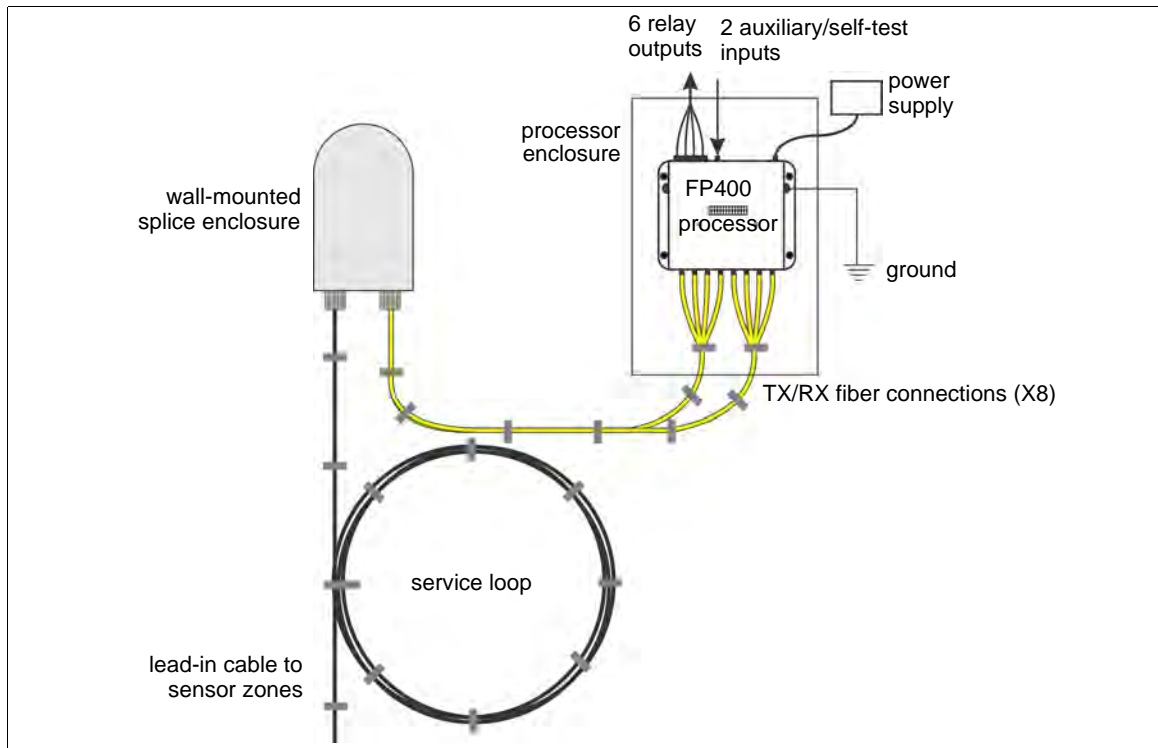 6 relay
outputs
2 auxiliary/self-test
inputs
power
supply
processor
enclosure
FP400
processor
wall-mounted
splice enclosure
ground
TX/RX fiber connections (X8)
service loop
lead-in cable to
sensor zones